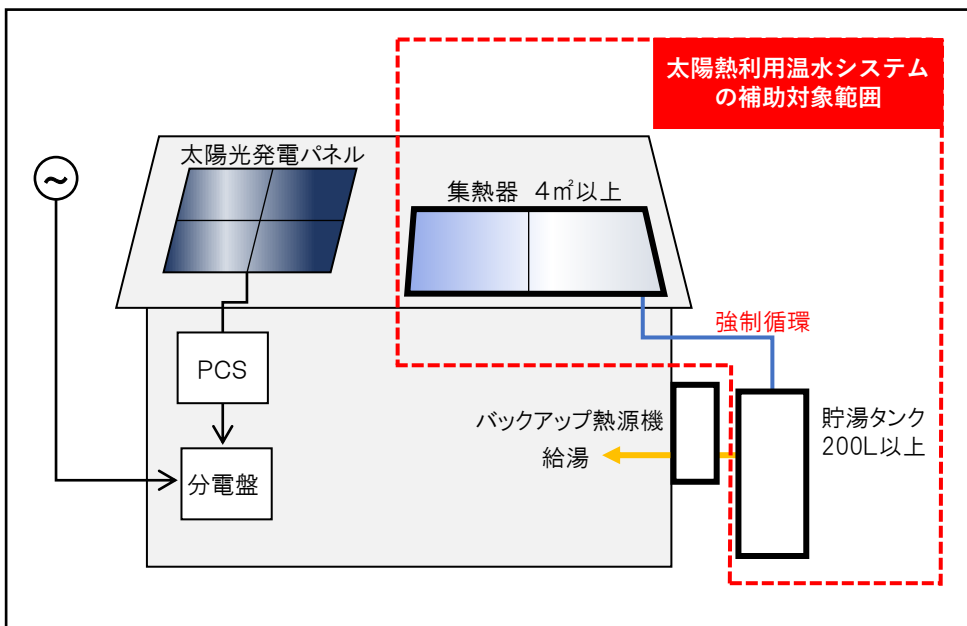 太陽熱利用温水システム
の補助対象範囲
太陽光発電パネル
集熱器 4㎡以上
~
強制循環
PCS
バックアップ熱源機
給湯
貯湯タンク
200L以上
分電盤